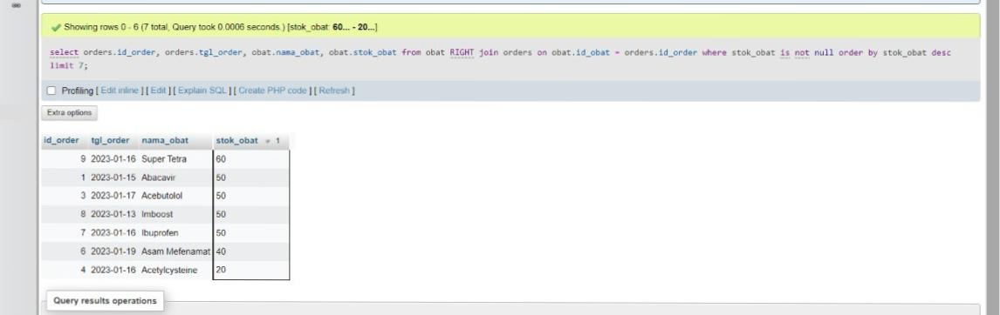 Showing rows 0 - 6 (7 total, Query took 0.0006 seconds.) [stok_obat: 60... - 20...]
select orders.id_order, orders.tgl_order, obat.nama_obat, obat.stok_obat from obat RIGHT join orders on obat.id_obat = orders.id_order where stok_obat is not null order by stok_obat desc
limit 7;
Profiling [ Edit inline ] [ Edit ] [ Explain SQL ] [ Create PHP code ] [ Refresh ]
Extra options
id_order tgl_order nama_obat stok_obat 1
9 2023-01-16 Super Tetra 60
1 2023-01-15 Abacavir 50
3 2023-01-17 Acebutolol 50
8 2023-01-13 Imboost 50
7 2023-01-16 Ibuprofen 50
6 2023-01-19 Asam Mefenamat 40
4 2023-01-16 Acetylcysteine 20
Query results operations